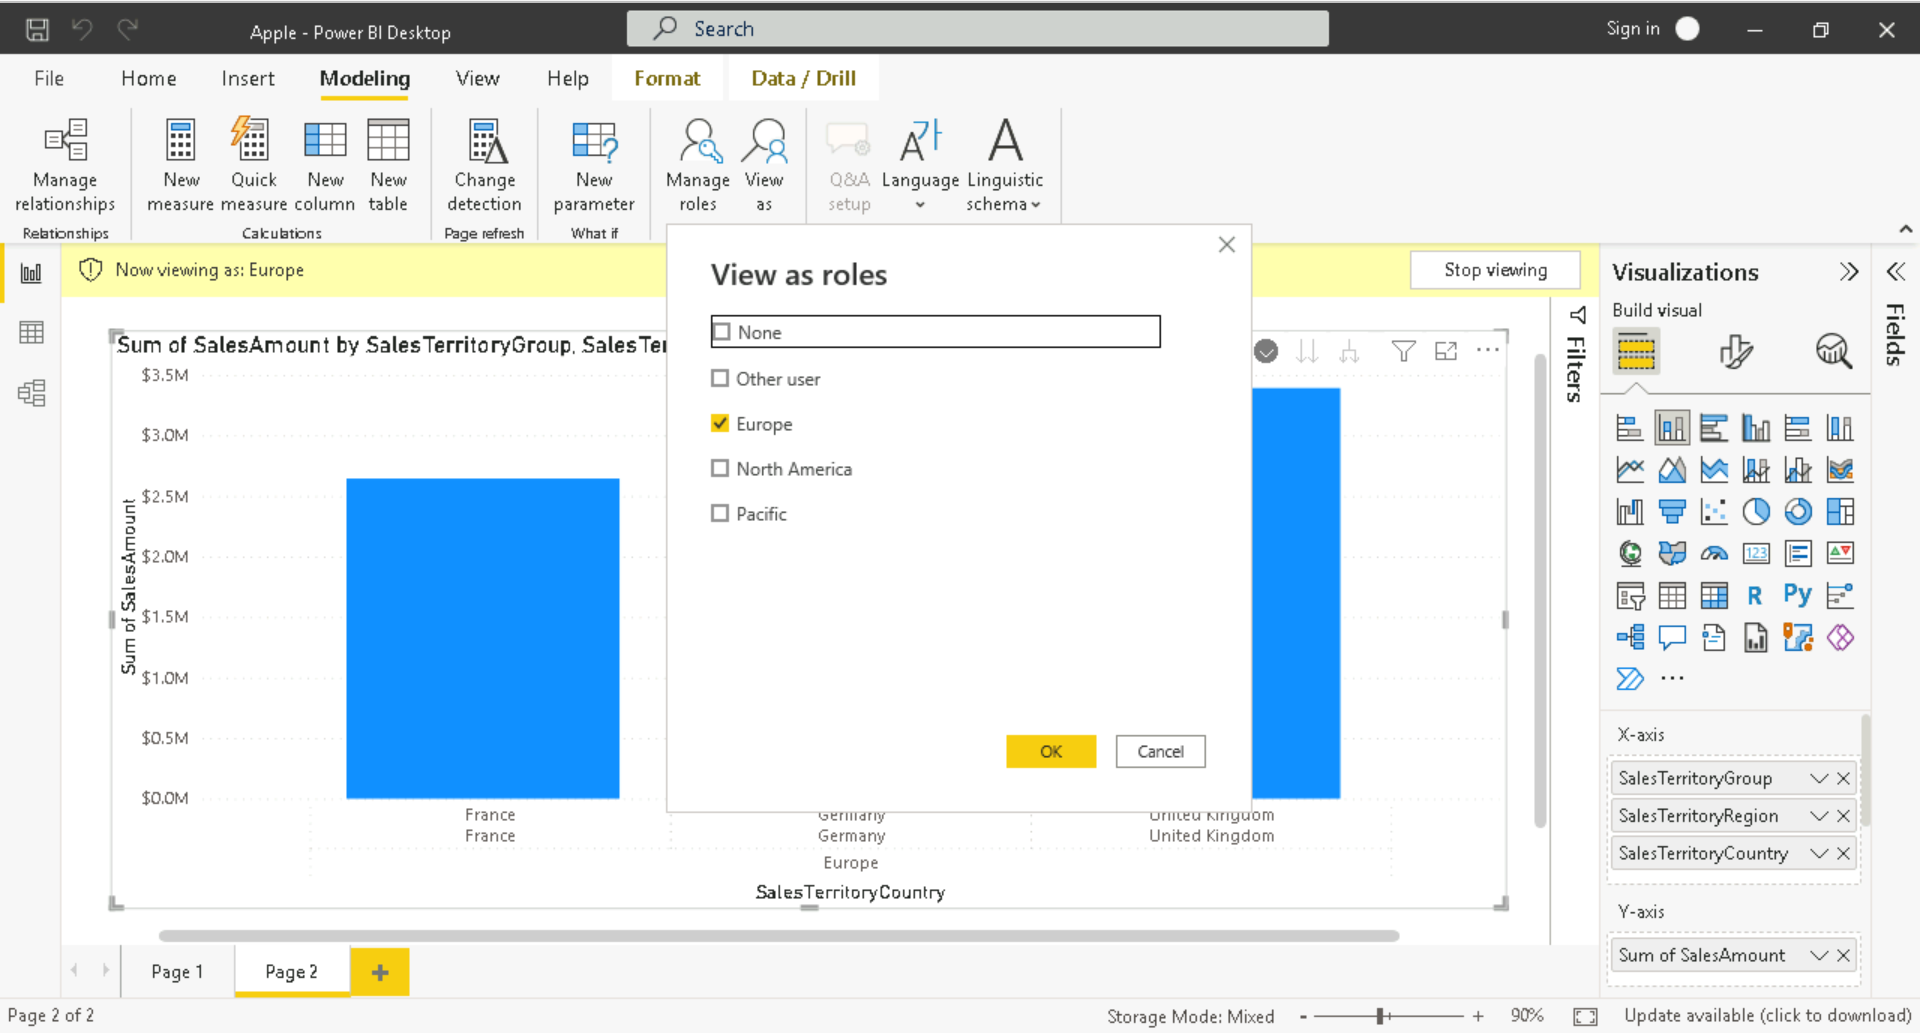 Apple - Power BI Desktop
Search
Sign in
File
Home
Insert
Modeling
View
Help
Format
Data / Drill
Manage relationships
New measure
Quick measure
New column
New table
Change detection
New parameter
Manage roles
View as
Q&A setup
Language
Linguistic schema
Relationships
Calculations
Page refresh
What if
Now viewing as: Europe
Stop viewing
View as roles
None
Other user
Europe
North America
Pacific
OK
Cancel
Sum of SalesAmount by SalesTerritoryGroup, SalesTer
Sum of SalesAmount
$3.5M
$3.0M
$2.5M
$2.0M
$1.5M
$1.0M
$0.5M
$0.0M
France
Germany
United Kingdom
France
Germany
United Kingdom
Europe
SalesTerritoryCountry
Filters
Visualizations
Build visual
123
R
Py
X-axis
SalesTerritoryGroup
SalesTerritoryRegion
SalesTerritoryCountry
Y-axis
Sum of SalesAmount
Fields
Page 1
Page 2
Page 2 of 2
Storage Mode: Mixed
90%
Update available (click to download)